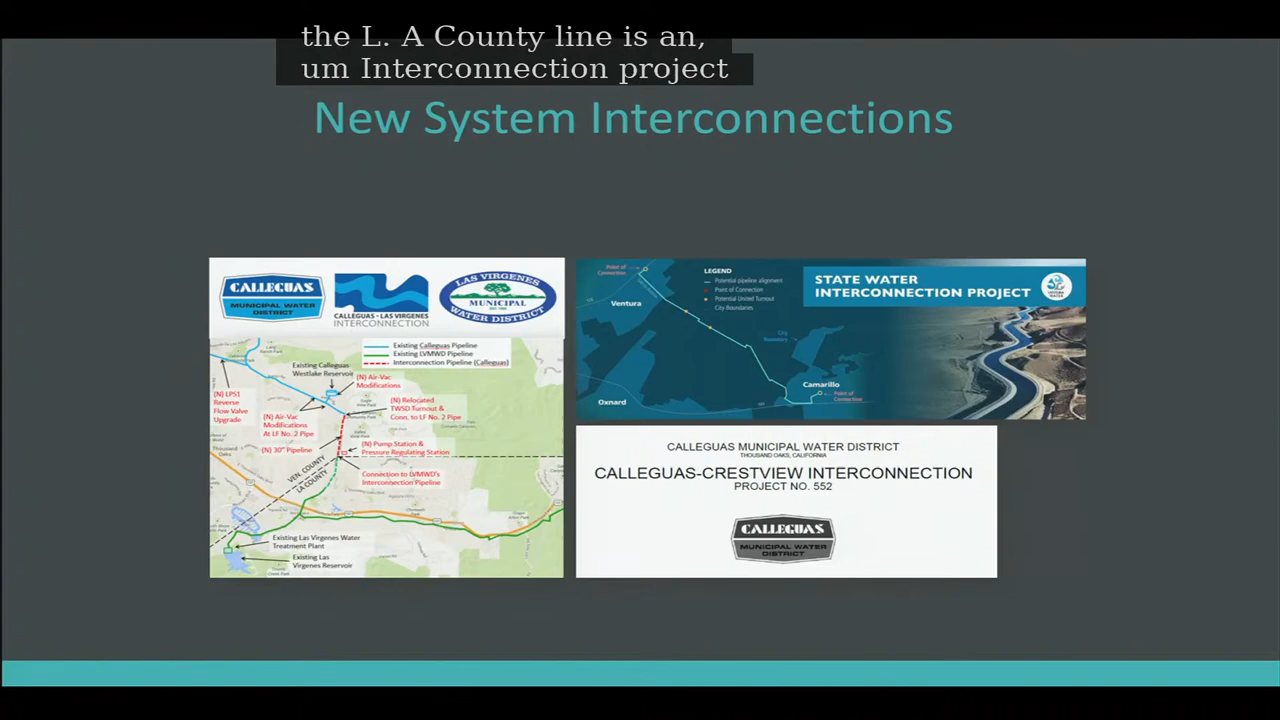 the L. A County line is an,
um Interconnection project
New System Interconnections
CALLEGUAS
MUNICIPAL WATER
DISTRICT
CALLEGUAS - LAS VIRGENES
INTERCONNECTION
LAS VIRGENES
MUNICIPAL
WATER DISTRICT
Existing Calleguas Pipeline
Existing LVMWD Pipeline
Interconnection Pipeline (Calleguas)
Existing Calleguas
Westlake Reservoir
(N) Air-Vac
Modifications
(N) LPS1
Reverse
Flow Valve
Upgrade
(N) Air-Vac
Modifications
At LF No. 2 Pipe
(N) Relocated
TWSD Turnout &
Conn. to LF No. 2 Pipe
(N) 30" Pipeline
(N) Pump Station &
Pressure Regulating Station
VEN. COUNTY
LA COUNTY
Connection to LVMWD's
Interconnection Pipeline
Thousand
Oaks
Existing Las Virgenes Water
Treatment Plant
Existing Las
Virgenes Reservoir
Point of
Connection
LEGEND
Potential pipeline alignment
Point of Connection
Potential United Turnout
City Boundaries
STATE WATER
INTERCONNECTION PROJECT
VENTURA
WATER
Ventura
City
Boundary
Camarillo
Point of
Connection
Oxnard
CALLEGUAS MUNICIPAL WATER DISTRICT
THOUSAND OAKS, CALIFORNIA
CALLEGUAS-CRESTVIEW INTERCONNECTION
PROJECT NO. 552
CALLEGUAS
MUNICIPAL WATER
DISTRICT